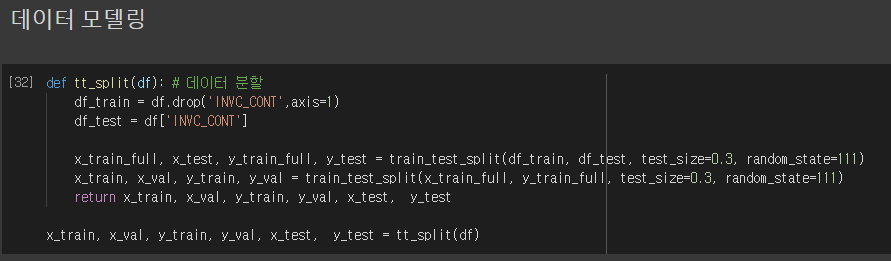 데이터 모델링
[32] def tt_split(df): # 데이터 분할
df_train = df.drop('INVC_CONT',axis=1)
df_test = df['INVC_CONT']
x_train_full, x_test, y_train_full, y_test = train_test_split(df_train, df_test, test_size=0.3, random_state=111)
x_train, x_val, y_train, y_val = train_test_split(x_train_full, y_train_full, test_size=0.3, random_state=111)
return x_train, x_val, y_train, y_val, x_test,  y_test
x_train, x_val, y_train, y_val, x_test,  y_test = tt_split(df)